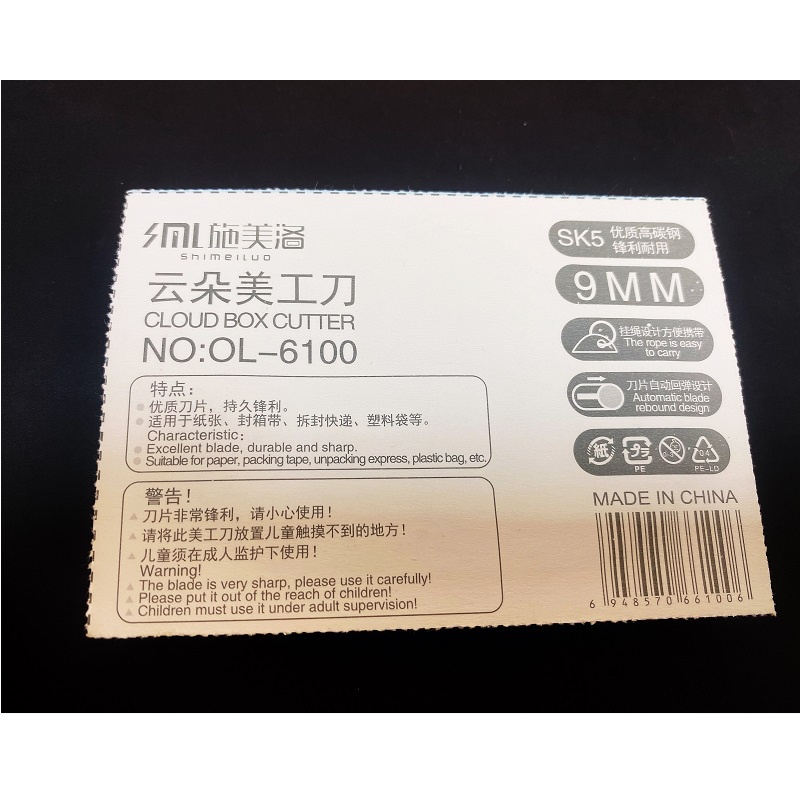 SML施美洛
SHIMEILUO
云朵美工刀
CLOUD BOX CUTTER
NO:OL-6100
特点：
优质刀片，持久锋利。
适用于纸张、封箱带、拆封快递、塑料袋等。
Characteristic:
Excellent blade, durable and sharp.
Suitable for paper, packing tape, unpacking express, plastic bag, etc.
警告！
刀片非常锋利，请小心使用！
请将此美工刀放置儿童触摸不到的地方！
儿童须在成人监护下使用！
Warning!
The blade is very sharp, please use it carefully!
Please put it out of the reach of children!
Children must use it under adult supervision!
SK5 优质高碳钢
锋利耐用
9MM
挂绳设计方便携带
The rope is easy
to carry
刀片自动回弹设计
Automatic blade
rebound design
紙 プラ 0-3 04
PE PE-LD
MADE IN CHINA
6 948570 661006